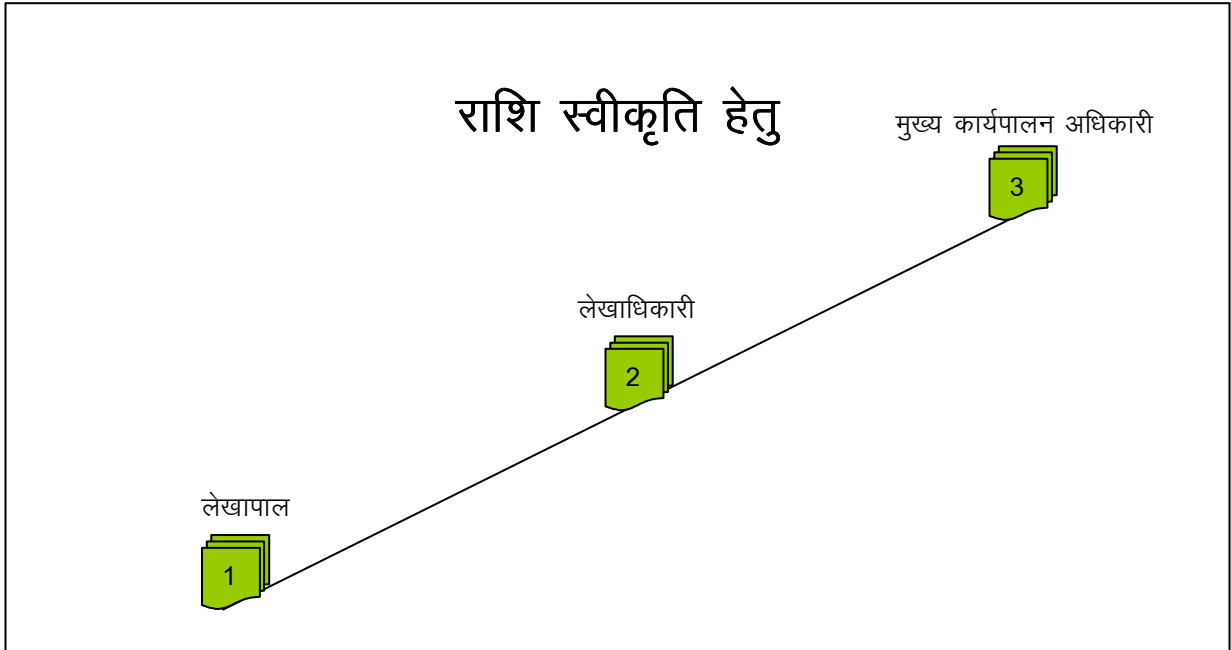 राशि स्वीकृति हेतु
मुख्य कार्यपालन अधिकारी
3
लेखाधिकारी
2
लेखापाल
1